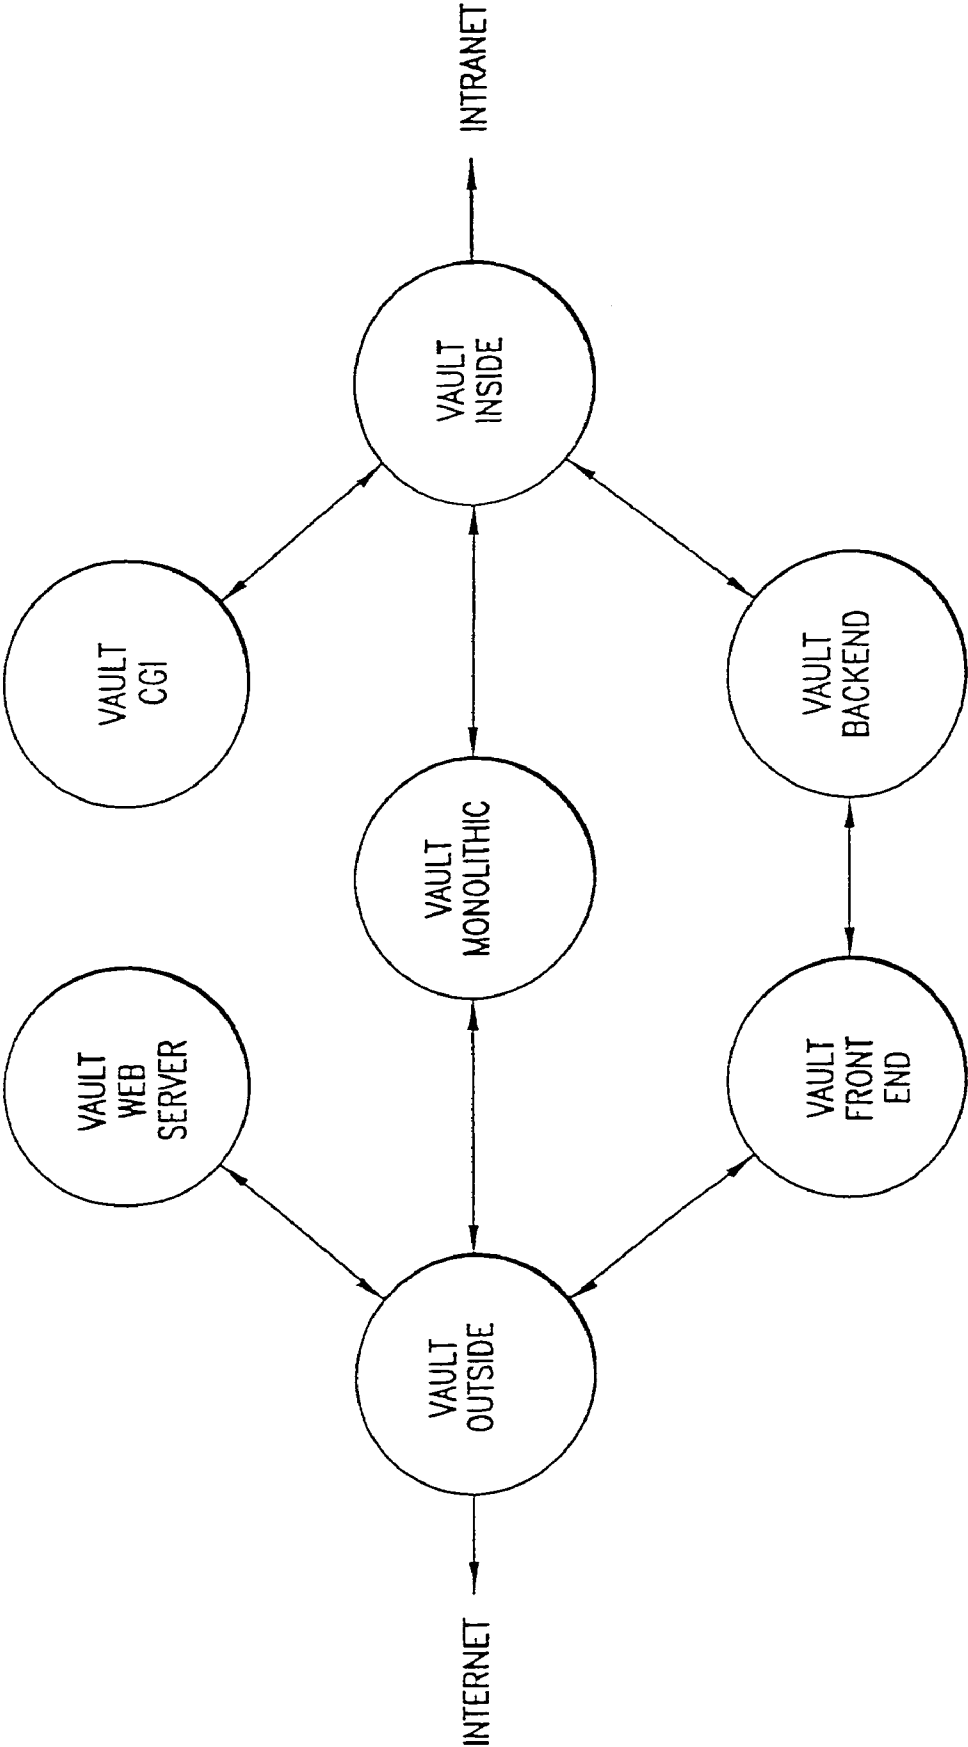 VAULT
WEB
SERVER
VAULT
CGI
INTERNET
VAULT
OUTSIDE
VAULT
MONOLITHIC
VAULT
INSIDE
INTRANET
VAULT
FRONT
END
VAULT
BACKEND